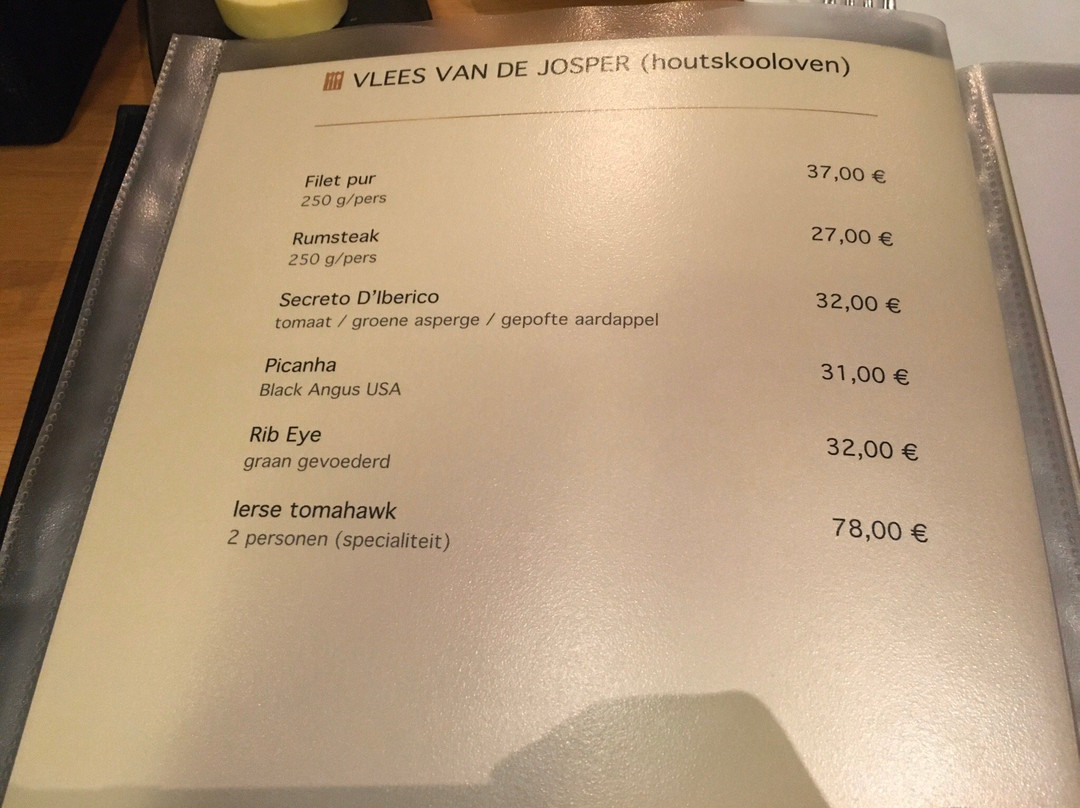 VLEES VAN DE JOSPER (houtskooloven)
Filet pur 37,00 €
250 g/pers
Rumsteak 27,00 €
250 g/pers
Secreto D'Iberico 32,00 €
tomaat / groene asperge / gepofte aardappel
Picanha 31,00 €
Black Angus USA
Rib Eye 32,00 €
graan gevoederd
Ierse tomahawk 78,00 €
2 personen (specialiteit)